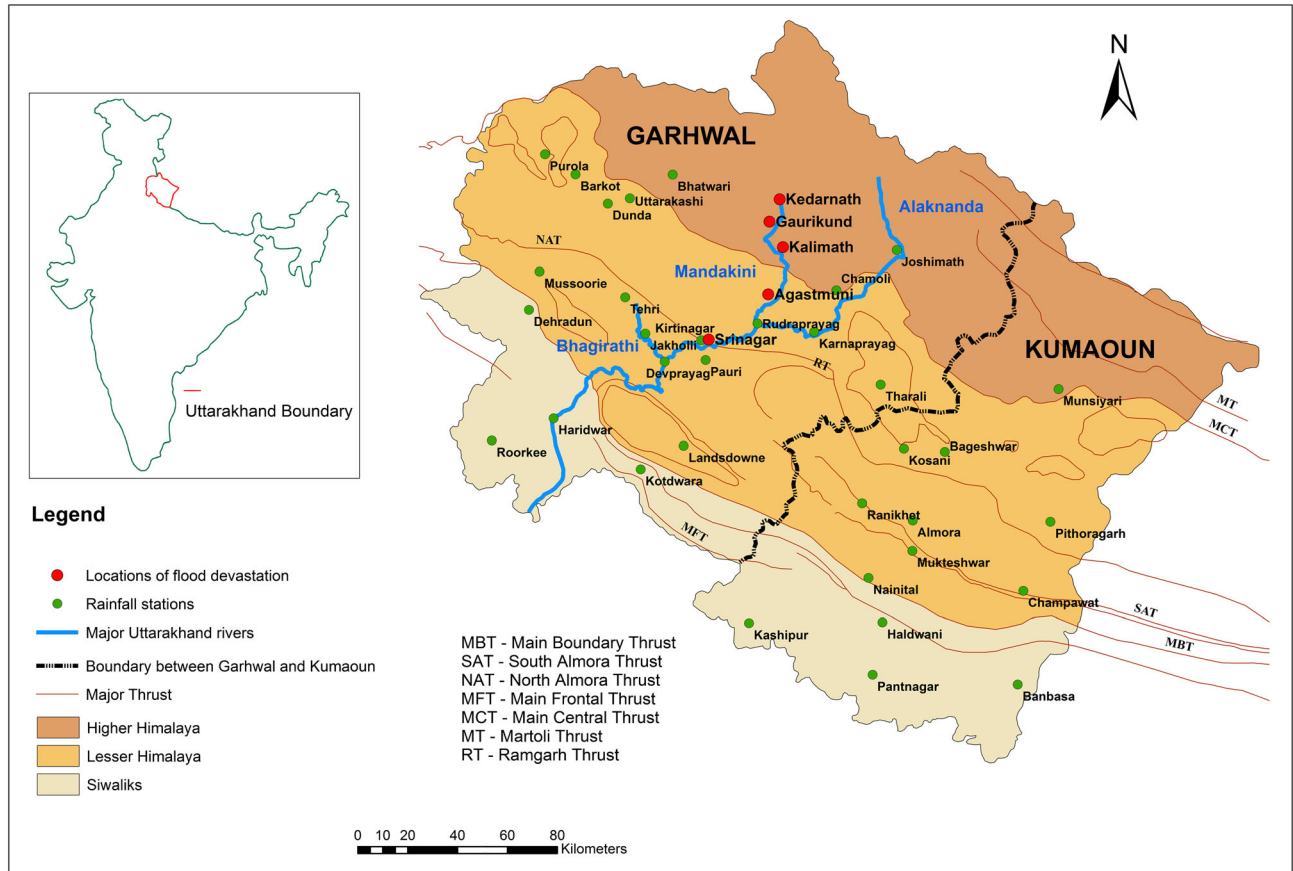 N
GARHWAL
Purola
Barkot
Bhatwari
Uttarakashi
Dunda
Kedarnath
Gaurikund
Alaknanda
Kalimath
Joshimath
NAT
Mandakini
Mussoorie
Chamoli
Tehri
Agastmuni
Dehradun
Kirtinagar
Rudraprayag
Karnaprayag
Bhagirathi
Jakholli
Srinagar
KUMAOUN
Devprayag
Pauri
RT
Uttarakhand Boundary
Tharali
Munsiyari
MT
MCT
Haridwar
Roorkee
Landsdowne
Kosani
Bageshwar
Kotdwara
Legend
Ranikhet
Almora
Pithoragarh
MFT
Mukteshwar
Nainital
Champawat
SAT
MBT
Locations of flood devastation
Rainfall stations
Major Uttarakhand rivers
Boundary between Garhwal and Kumaoun
Major Thrust
Higher Himalaya
Lesser Himalaya
Siwaliks
Kashipur
Haldwani
Pantnagar
Banbasa
MBT - Main Boundary Thrust
SAT - South Almora Thrust
NAT - North Almora Thrust
MFT - Main Frontal Thrust
MCT - Main Central Thrust
MT - Martoli Thrust
RT - Ramgarh Thrust
0 10 20 40 60 80
Kilometers